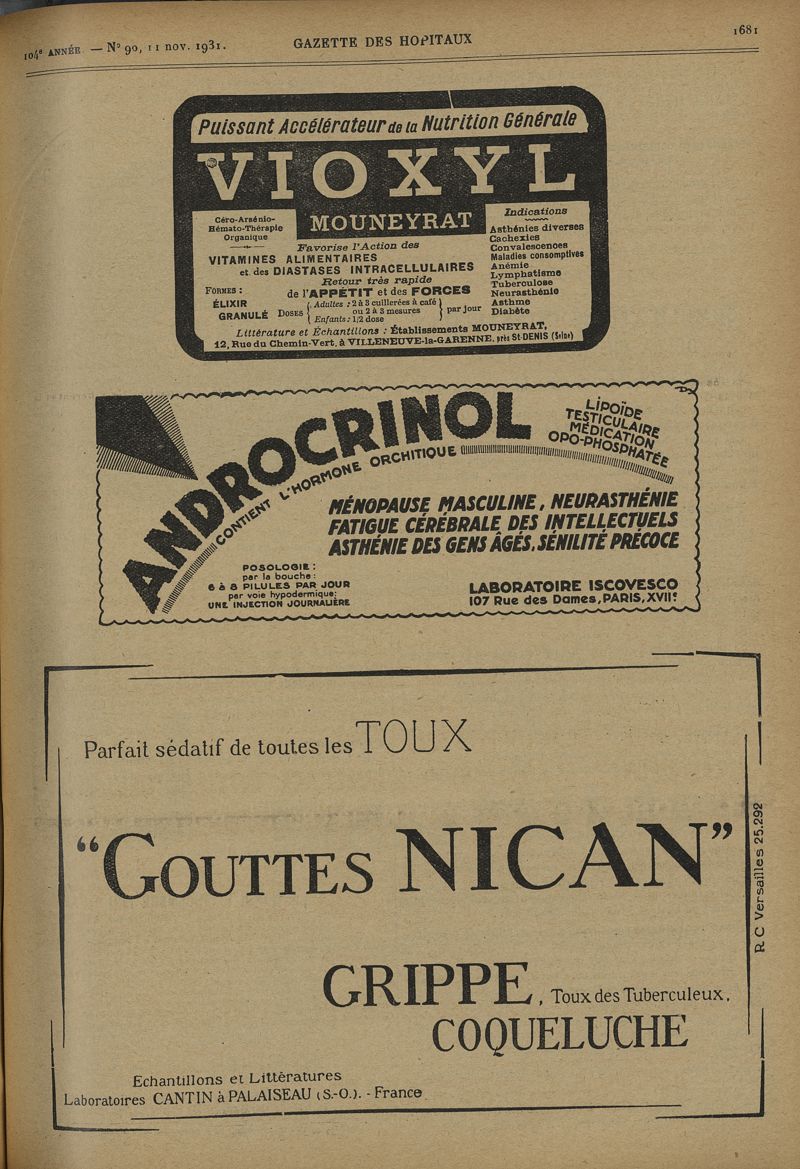 104e ANNÉE. — N° 90, 11 nov. 1931.
GAZETTE DES HOPITAUX
1681
Puissant Accélérateur de la Nutrition Générale
VIOXYL
MOUNEYRAT
Céro-Arsénio-
Hémato-Thérapie
Organique
Favorise l'Action des
VITAMINES ALIMENTAIRES
et des DIASTASES INTRACELLULAIRES
Retour très rapide
de l'APPÉTIT et des FORCES
Indications
Asthénies diverses
Cachexies
Convalescences
Maladies consomptives
Anémie
Lymphatisme
Tuberculose
Neurasthénie
Asthme
Diabète
FORMES :
ÉLIXIR
GRANULÉ
DOSES
Adultes : 2 à 3 cuillerées à café
ou 2 à 3 mesures
Enfants : 1/2 dose
par jour
Littérature et Échantillons : Établissements MOUNEYRAT,
12, Rue du Chemin-Vert, à VILLENEUVE-la-GARENNE, près St-DENIS (Seine)
ANDROCRINOL
CONTIENT L'HORMONE ORCHITIQUE
LIPOÏDE
TESTICULAIRE
MÉDICATION
OPO-PHOSPHATÉE
MÉNOPAUSE MASCULINE, NEURASTHÉNIE
FATIGUE CÉRÉBRALE DES INTELLECTUELS
ASTHÉNIE DES GENS ÂGÉS, SÉNILITÉ PRÉCOCE
POSOLOGIE :
par la bouche :
6 à 8 PILULES PAR JOUR
par voie hypodermique :
UNE INJECTION JOURNALIÈRE
LABORATOIRE ISCOVESCO
107 Rue des Dames, PARIS, XVIIe
Parfait sédatif de toutes les TOUX
"GOUTTES NICAN"
GRIPPE, Toux des Tuberculeux,
COQUELUCHE
Echantillons et Littératures
Laboratoires CANTIN à PALAISEAU (S.-O.). - France
R C Versailles 25.292